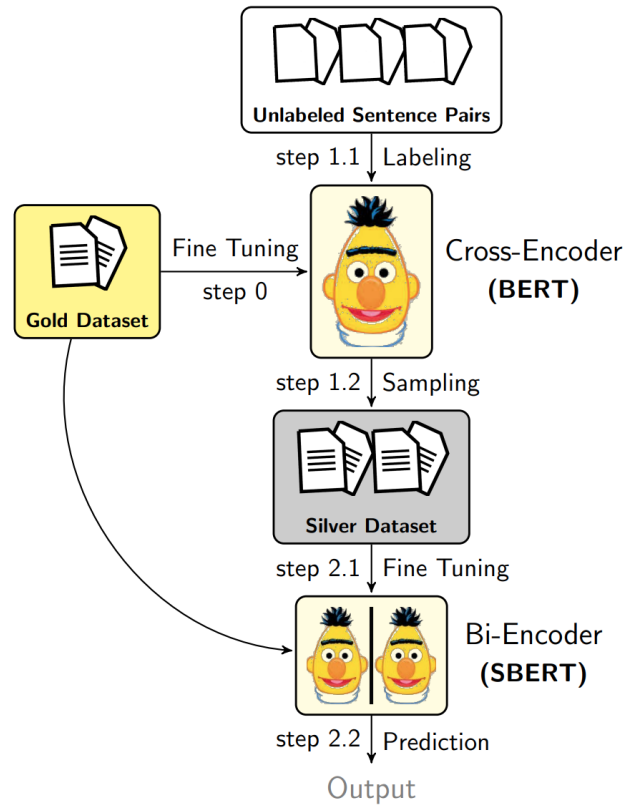 Unlabeled Sentence Pairs
step 1.1 Labeling
Fine Tuning
step 0
Gold Dataset
Cross-Encoder
(BERT)
step 1.2 Sampling
Silver Dataset
step 2.1 Fine Tuning
Bi-Encoder
(SBERT)
step 2.2 Prediction
Output